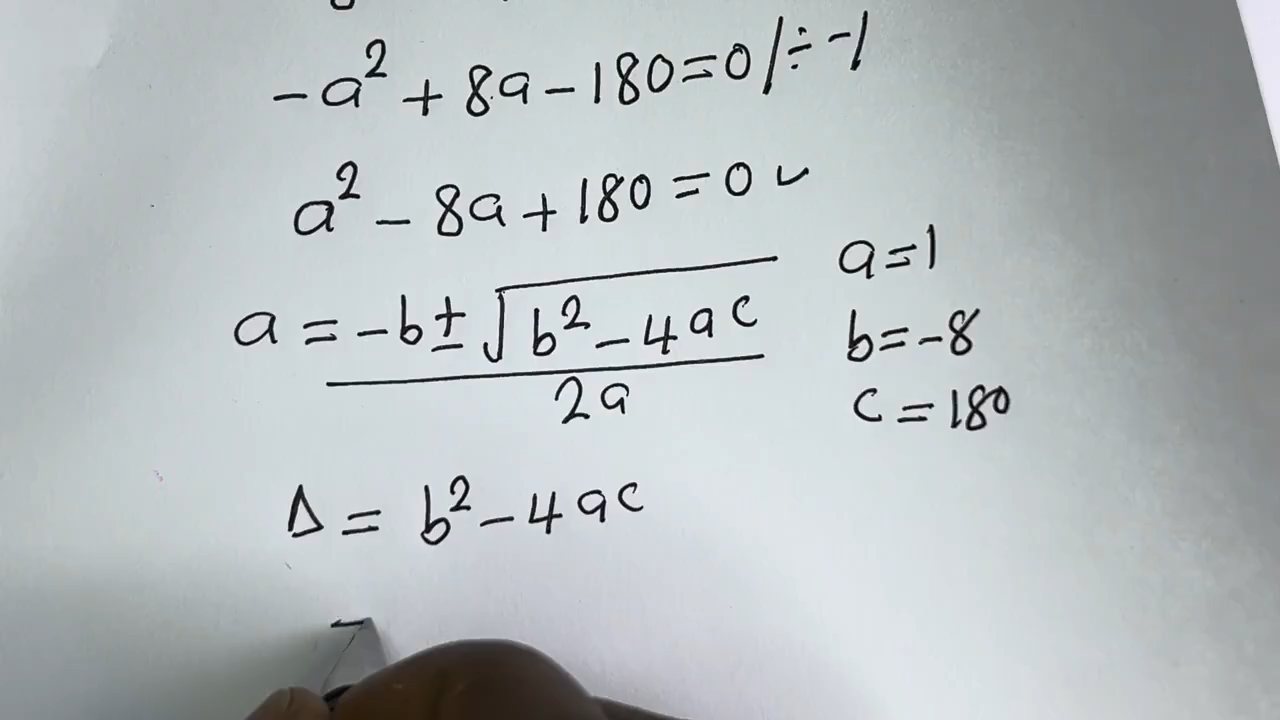 -a² + 8a - 180 = 0 / ÷ -1
a² - 8a + 180 = 0 ✓
a = -b ± √(b² - 4ac) / 2a
a = 1
b = -8
c = 180
Δ = b² - 4ac